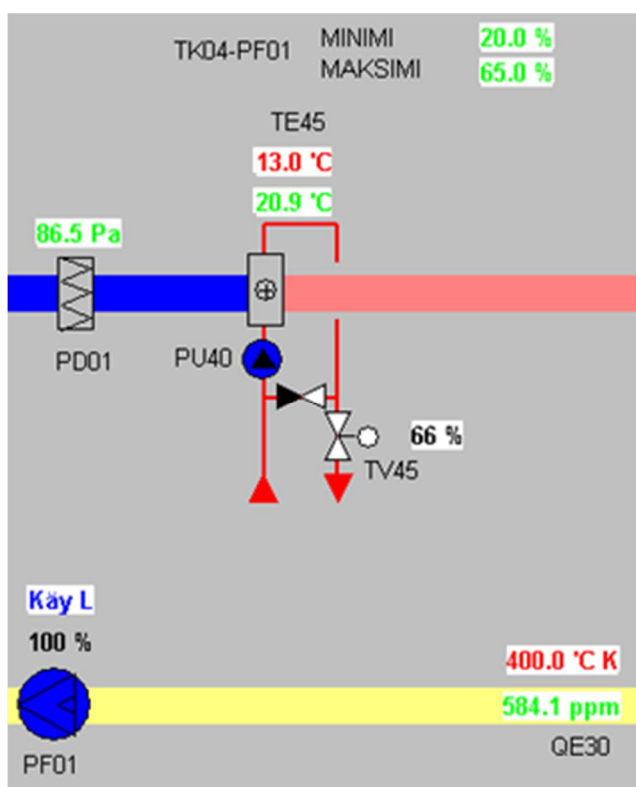 TK04-PF01 MINIMI 20.0 %
MAKSIMI 65.0 %
TE45
13.0 °C
20.9 °C
86.5 Pa
PD01
PU40
66 %
TV45
Käy L
100 %
400.0 °C K
584.1 ppm
QE30
PF01